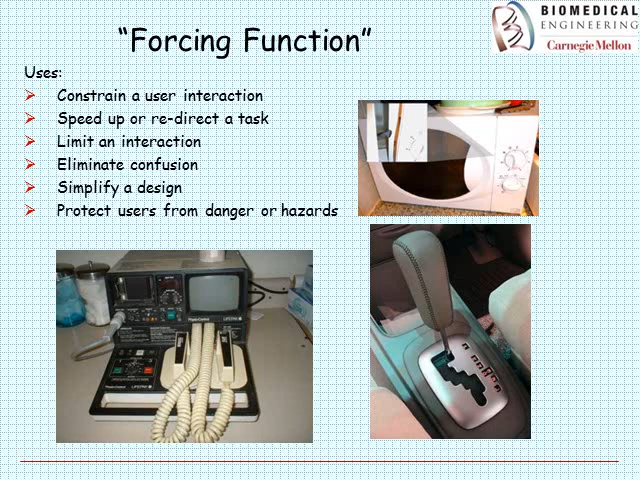 “Forcing Function”
BIOMEDICAL
ENGINEERING
Carnegie Mellon
Uses:
Constrain a user interaction
Speed up or re-direct a task
Limit an interaction
Eliminate confusion
Simplify a design
Protect users from danger or hazards